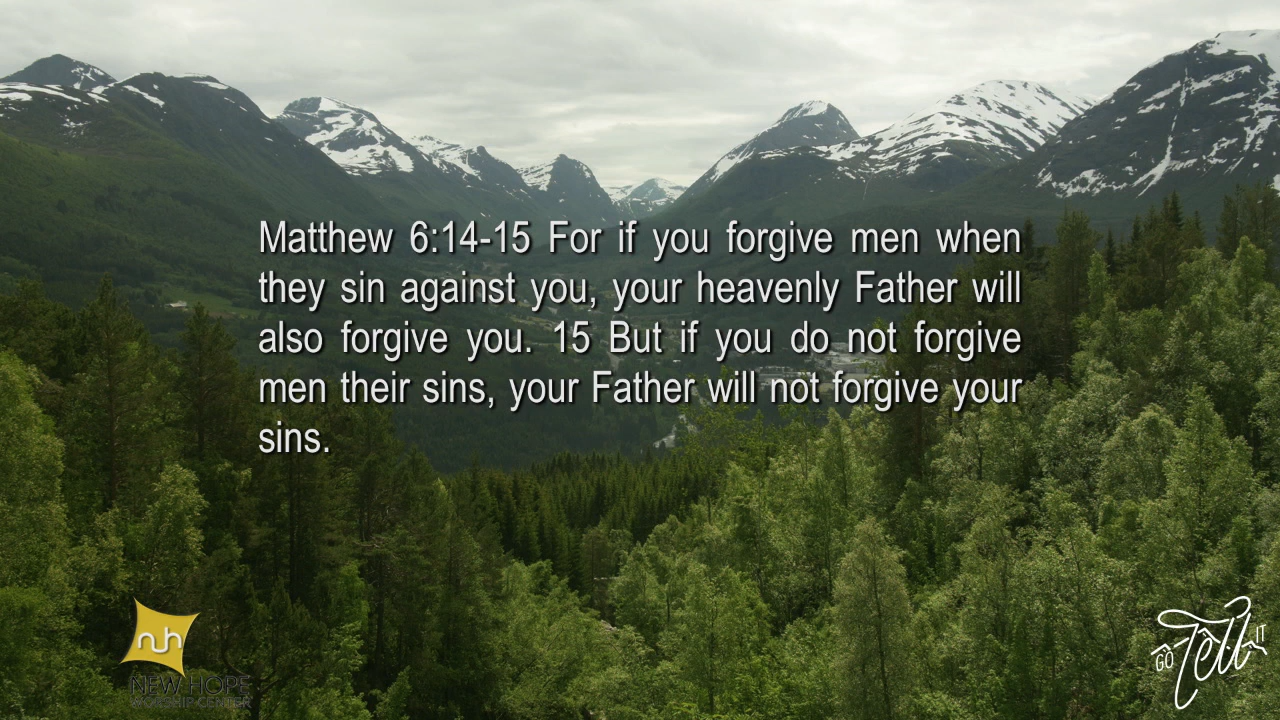 Matthew 6:14-15 For if you forgive men when
they sin against you, your heavenly Father will
also forgive you. 15 But if you do not forgive
men their sins, your Father will not forgive your
sins.
nuh
NEW HOPE
WORSHIP CENTER
GO Tell IT